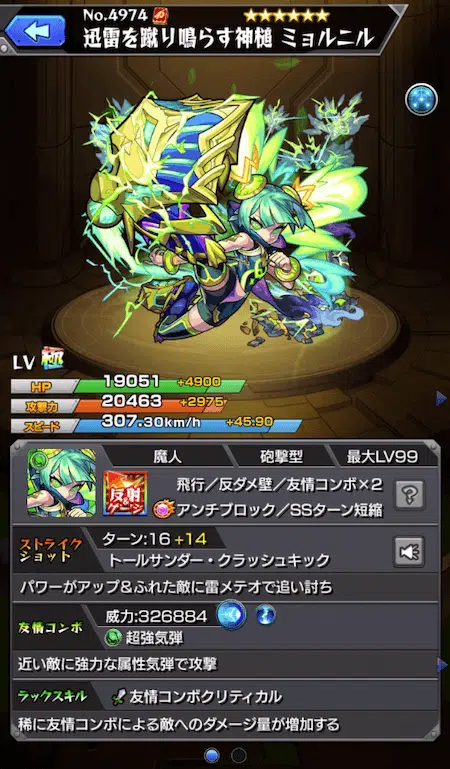 No.4974 ★★★★★★
迅雷を蹴り鳴らす神槌 ミョルニル
LV 極
HP 19051 +4900
攻撃力 20463 +2975
スピード 307.30km/h +45.90
魔人 砲撃型 最大LV99
反射 飛行／反ダメ壁／友情コンボ×2
ゲージ アンチブロック／SSターン短縮
ストライクショット ターン:16 +14
トールサンダー・クラッシュキック
パワーがアップ&ふれた敵に雷メテオで追い討ち
友情コンボ 威力:326884
超強気弾
近い敵に強力な属性気弾で攻撃
ラックスキル 友情コンボクリティカル
稀に友情コンボによる敵へのダメージ量が増加する